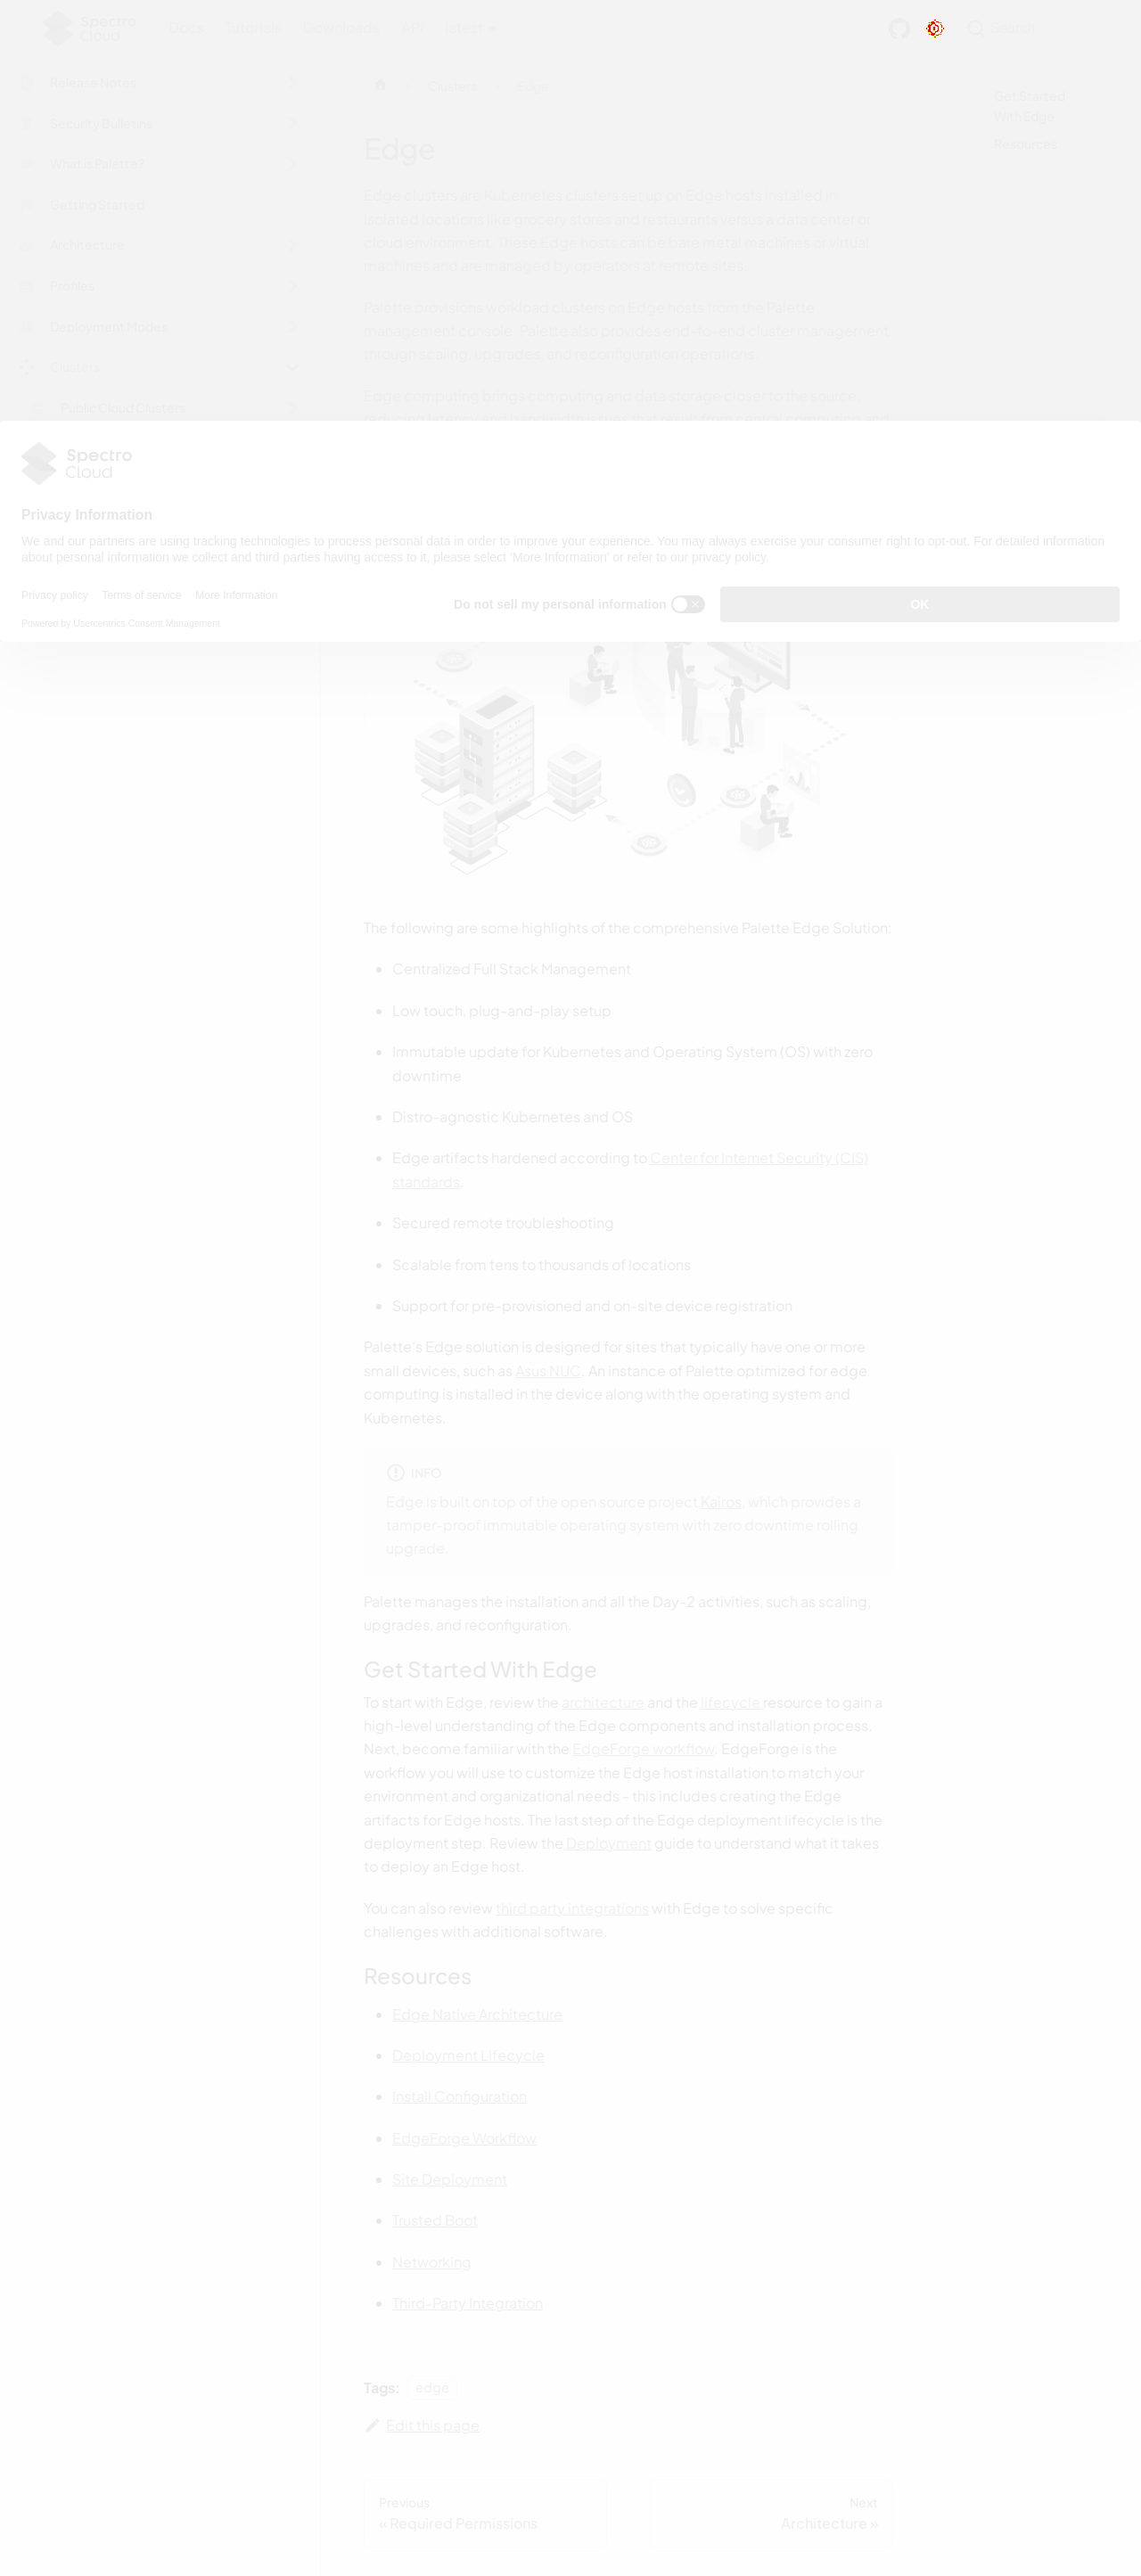 Spectro
Cloud
Docs Tutorials Downloads API latest
Search
Release Notes
Security Bulletins
What is Palette?
Getting Started
Architecture
Profiles
Deployment Modes
Clusters
Public Cloud Clusters
Clusters
Edge
Get Started
With Edge
Resources
Edge
Edge clusters are Kubernetes clusters set up on Edge hosts installed in
isolated locations like grocery stores and restaurants versus a data center or
cloud environment. These Edge hosts can be bare metal machines or virtual
machines and are managed by operators at remote sites.
Palette provisions workload clusters on Edge hosts from the Palette
management console. Palette also provides end-to-end cluster management
through scaling, upgrades, and reconfiguration operations.
Edge computing brings computing and data storage closer to the source,
Spectro
Cloud
Privacy Information
We and our partners are using tracking technologies to process personal data in order to improve your experience. You may always exercise your consumer right to opt-out. For detailed information
about personal information we collect and third parties having access to it, please select ‘More Information’ or refer to our privacy policy.
Privacy policy Terms of service More Information
Do not sell my personal information
OK
Powered by Usercentrics Consent Management
The following are some highlights of the comprehensive Palette Edge Solution:
Centralized Full Stack Management
Low touch, plug-and-play setup
Immutable update for Kubernetes and Operating System (OS) with zero
downtime
Distro-agnostic Kubernetes and OS
Edge artifacts hardened according to Center for Internet Security (CIS)
standards.
Secured remote troubleshooting
Scalable from tens to thousands of locations
Support for pre-provisioned and on-site device registration
Palette's Edge solution is designed for sites that typically have one or more
small devices, such as Asus NUC. An instance of Palette optimized for edge
computing is installed in the device along with the operating system and
Kubernetes.
INFO
Edge is built on top of the open source project Kairos, which provides a
tamper-proof immutable operating system with zero downtime rolling
upgrade.
Palette manages the installation and all the Day-2 activities, such as scaling,
upgrades, and reconfiguration.
Get Started With Edge
To start with Edge, review the architecture and the lifecycle resource to gain a
high-level understanding of the Edge components and installation process.
Next, become familiar with the EdgeForge workflow. EdgeForge is the
workflow you will use to customize the Edge host installation to match your
environment and organizational needs - this includes creating the Edge
artifacts for Edge hosts. The last step of the Edge deployment lifecycle is the
deployment step. Review the Deployment guide to understand what it takes
to deploy an Edge host.
You can also review third party integrations with Edge to solve specific
challenges with additional software.
Resources
Edge Native Architecture
Deployment Lifecycle
Install Configuration
EdgeForge Workflow
Site Deployment
Trusted Boot
Networking
Third-Party Integration
Tags: edge
Edit this page
Previous
« Required Permissions
Next
Architecture »